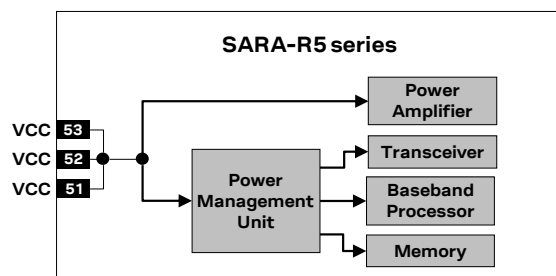 SARA-R5 series
Power
Amplifier
VCC 53
VCC 52
VCC 51
Transceiver
Power
Management
Unit
Baseband
Processor
Memory